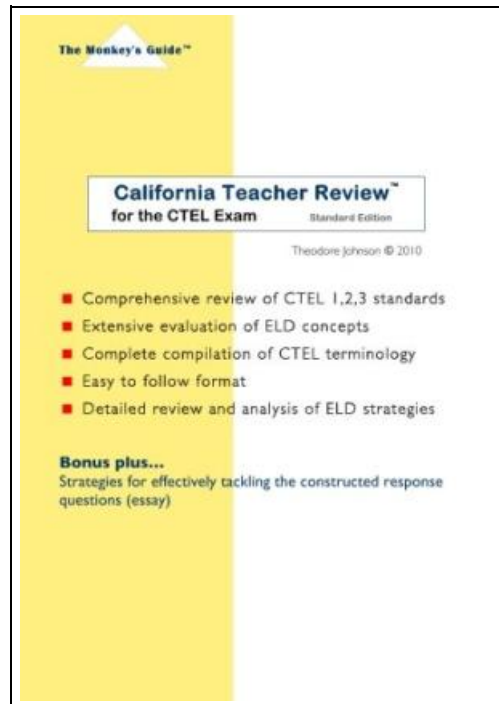 The Monkey's Guide™
California Teacher Review™
for the CTEL Exam Standard Edition
Theodore Johnson © 2010
Comprehensive review of CTEL 1,2,3 standards
Extensive evaluation of ELD concepts
Complete compilation of CTEL terminology
Easy to follow format
Detailed review and analysis of ELD strategies
Bonus plus...
Strategies for effectively tackling the constructed response
questions (essay)